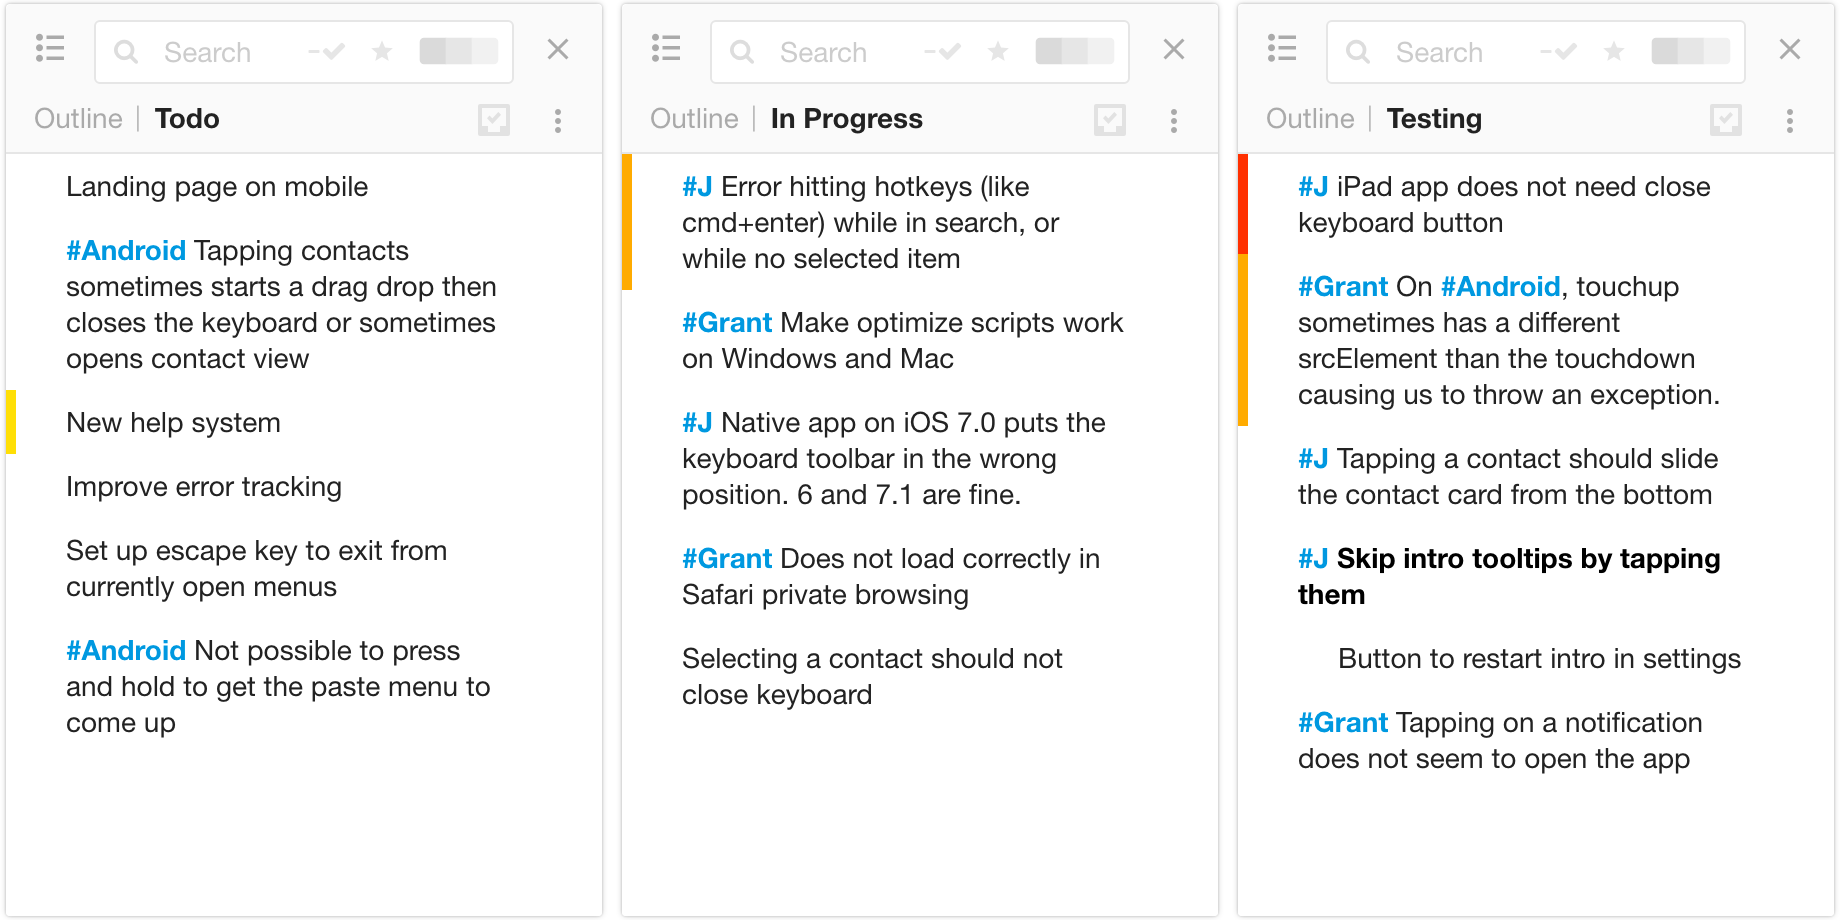 Search
Outline | Todo
Landing page on mobile
#Android Tapping contacts
sometimes starts a drag drop then
closes the keyboard or sometimes
opens contact view
New help system
Improve error tracking
Set up escape key to exit from
currently open menus
#Android Not possible to press
and hold to get the paste menu to
come up
Search
Outline | In Progress
#J Error hitting hotkeys (like
cmd+enter) while in search, or
while no selected item
#Grant Make optimize scripts work
on Windows and Mac
#J Native app on iOS 7.0 puts the
keyboard toolbar in the wrong
position. 6 and 7.1 are fine.
#Grant Does not load correctly in
Safari private browsing
Selecting a contact should not
close keyboard
Search
Outline | Testing
#J iPad app does not need close
keyboard button
#Grant On #Android, touchup
sometimes has a different
srcElement than the touchdown
causing us to throw an exception.
#J Tapping a contact should slide
the contact card from the bottom
#J Skip intro tooltips by tapping
them
Button to restart intro in settings
#Grant Tapping on a notification
does not seem to open the app